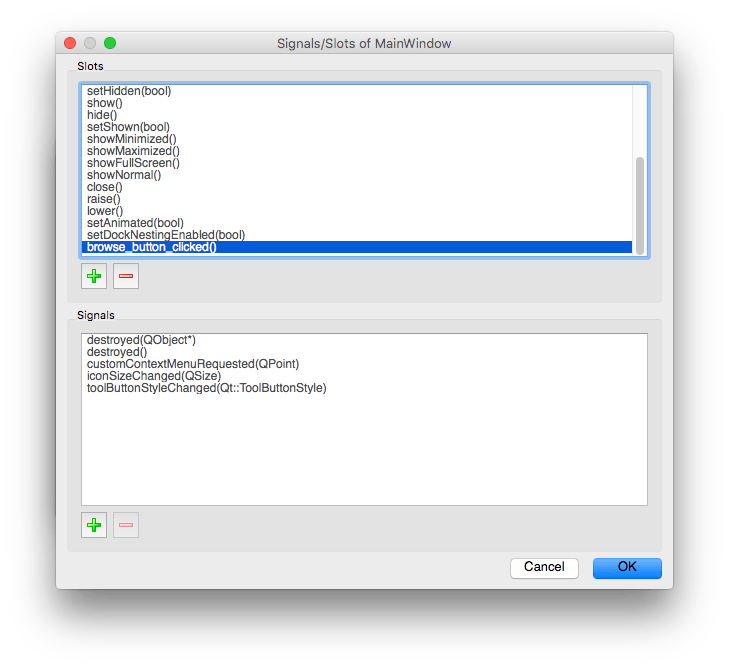 Signals/Slots of MainWindow
Slots
setHidden(bool)
show()
hide()
setShown(bool)
showMinimized()
showMaximized()
showFullScreen()
showNormal()
close()
raise()
lower()
setAnimated(bool)
setDockNestingEnabled(bool)
browse_button_clicked()
Signals
destroyed(QObject*)
destroyed()
customContextMenuRequested(QPoint)
iconSizeChanged(QSize)
toolButtonStyleChanged(Qt::ToolButtonStyle)
Cancel
OK